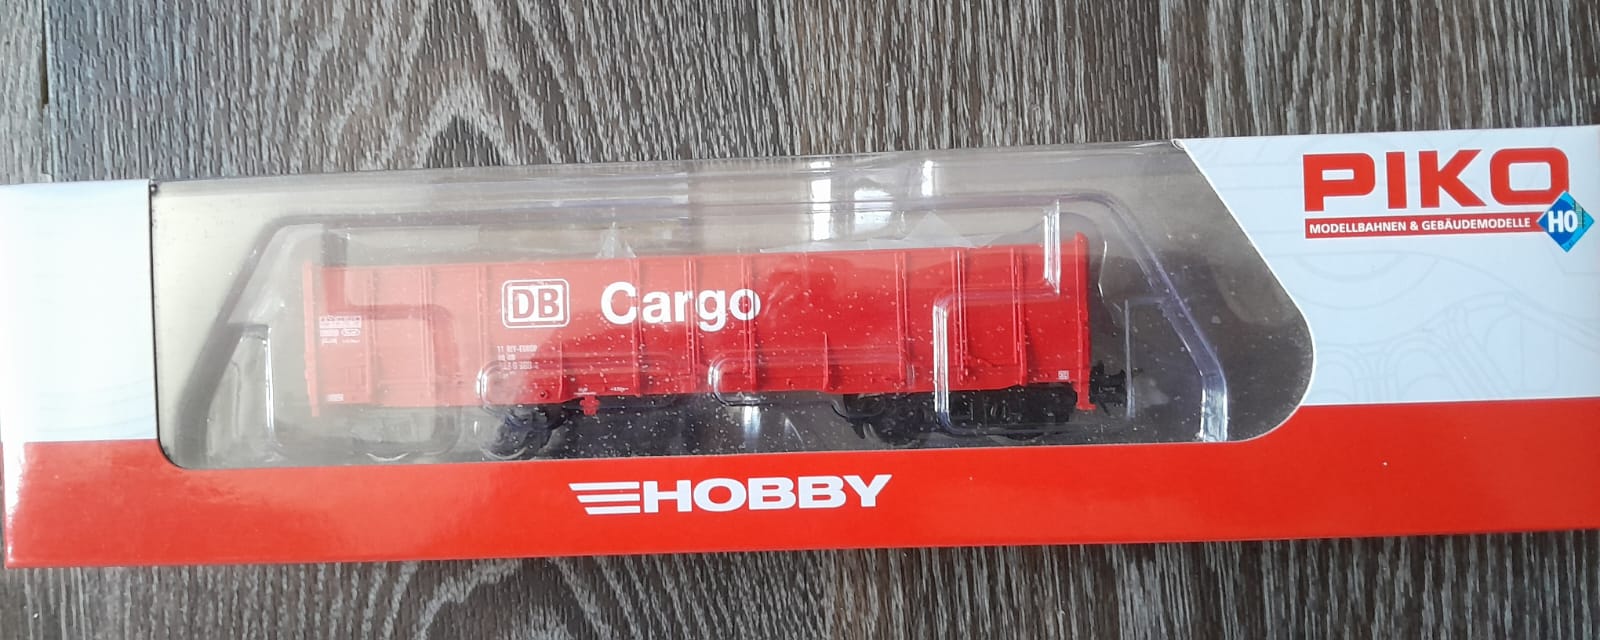 PIKO
MODELLBAHNEN & GEBÄUDEMODELLE
H0
DB Cargo
HOBBY